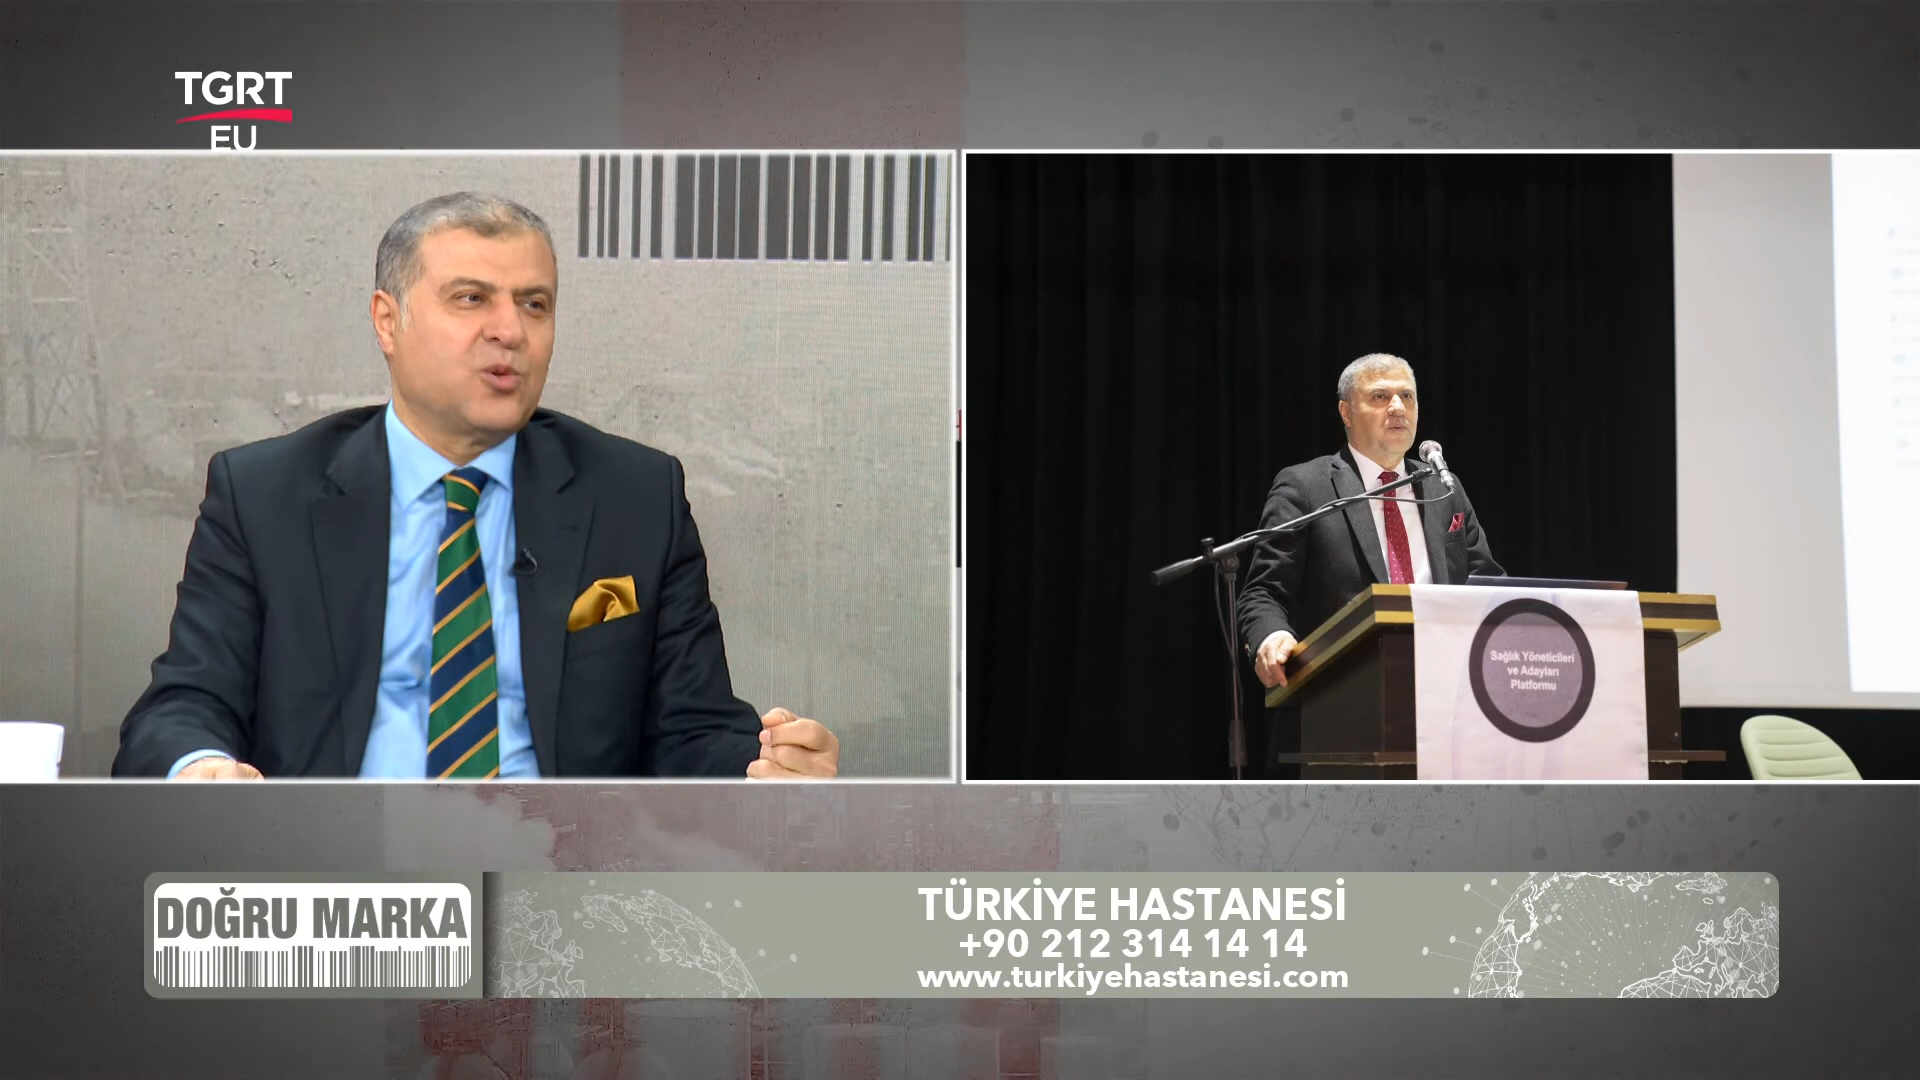 TGRT
EU
Sağlık Yöneticileri
ve Adayları
Platformu
DOĞRU MARKA
TÜRKİYE HASTANESİ
+90 212 314 14 14
www.turkiyehastanesi.com